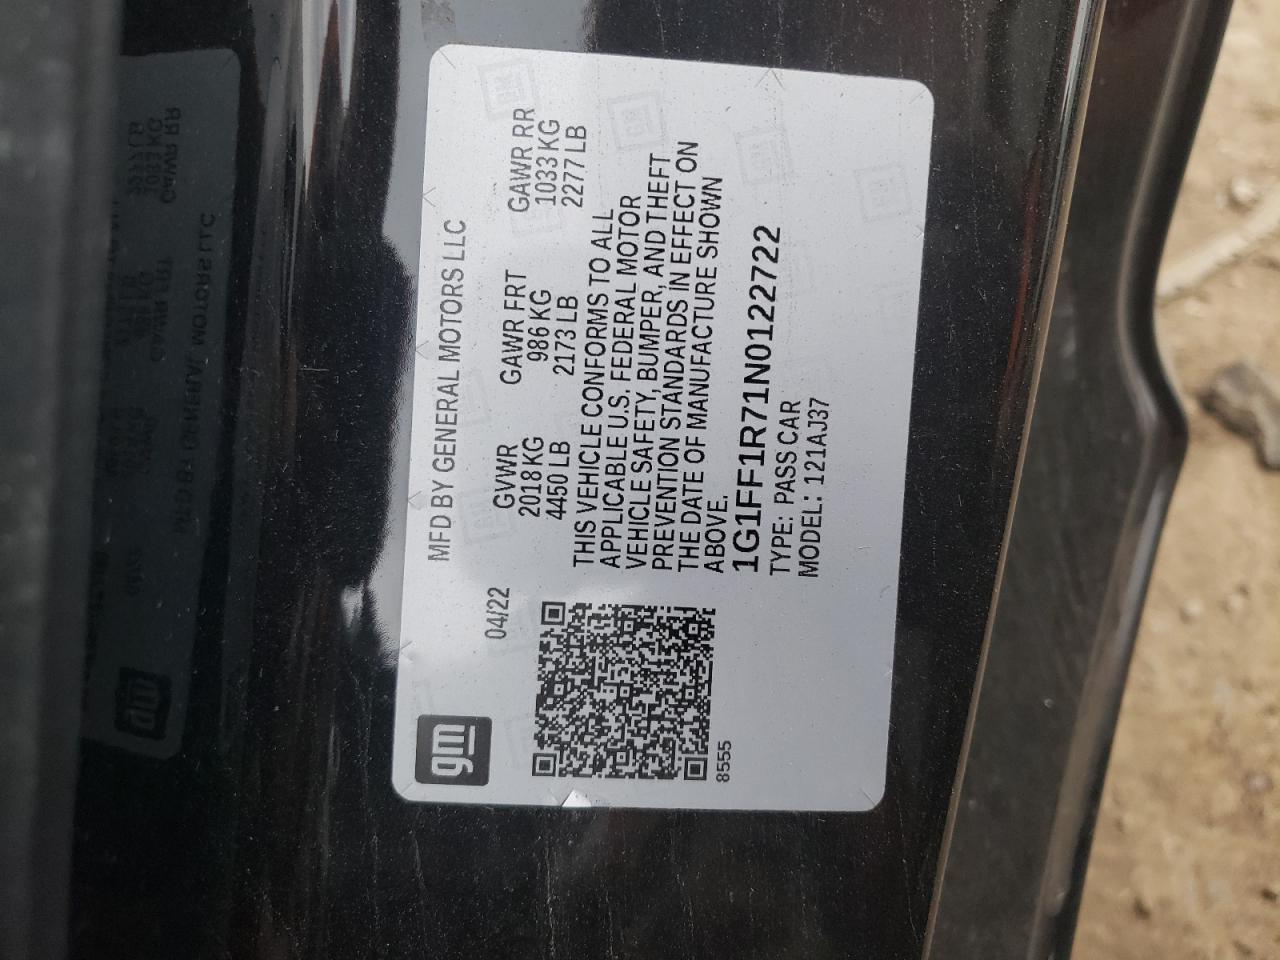 gm
MFD BY GENERAL MOTORS LLC
04/22
GVWR GAWR FRT GAWR RR
2018 KG 986 KG 1033 KG
4450 LB 2173 LB 2277 LB
THIS VEHICLE CONFORMS TO ALL
APPLICABLE U.S. FEDERAL MOTOR
VEHICLE SAFETY, BUMPER, AND THEFT
PREVENTION STANDARDS IN EFFECT ON
THE DATE OF MANUFACTURE SHOWN
ABOVE.
1G1FF1R71N0122722
TYPE: PASS CAR
MODEL: 121AJ37
8555